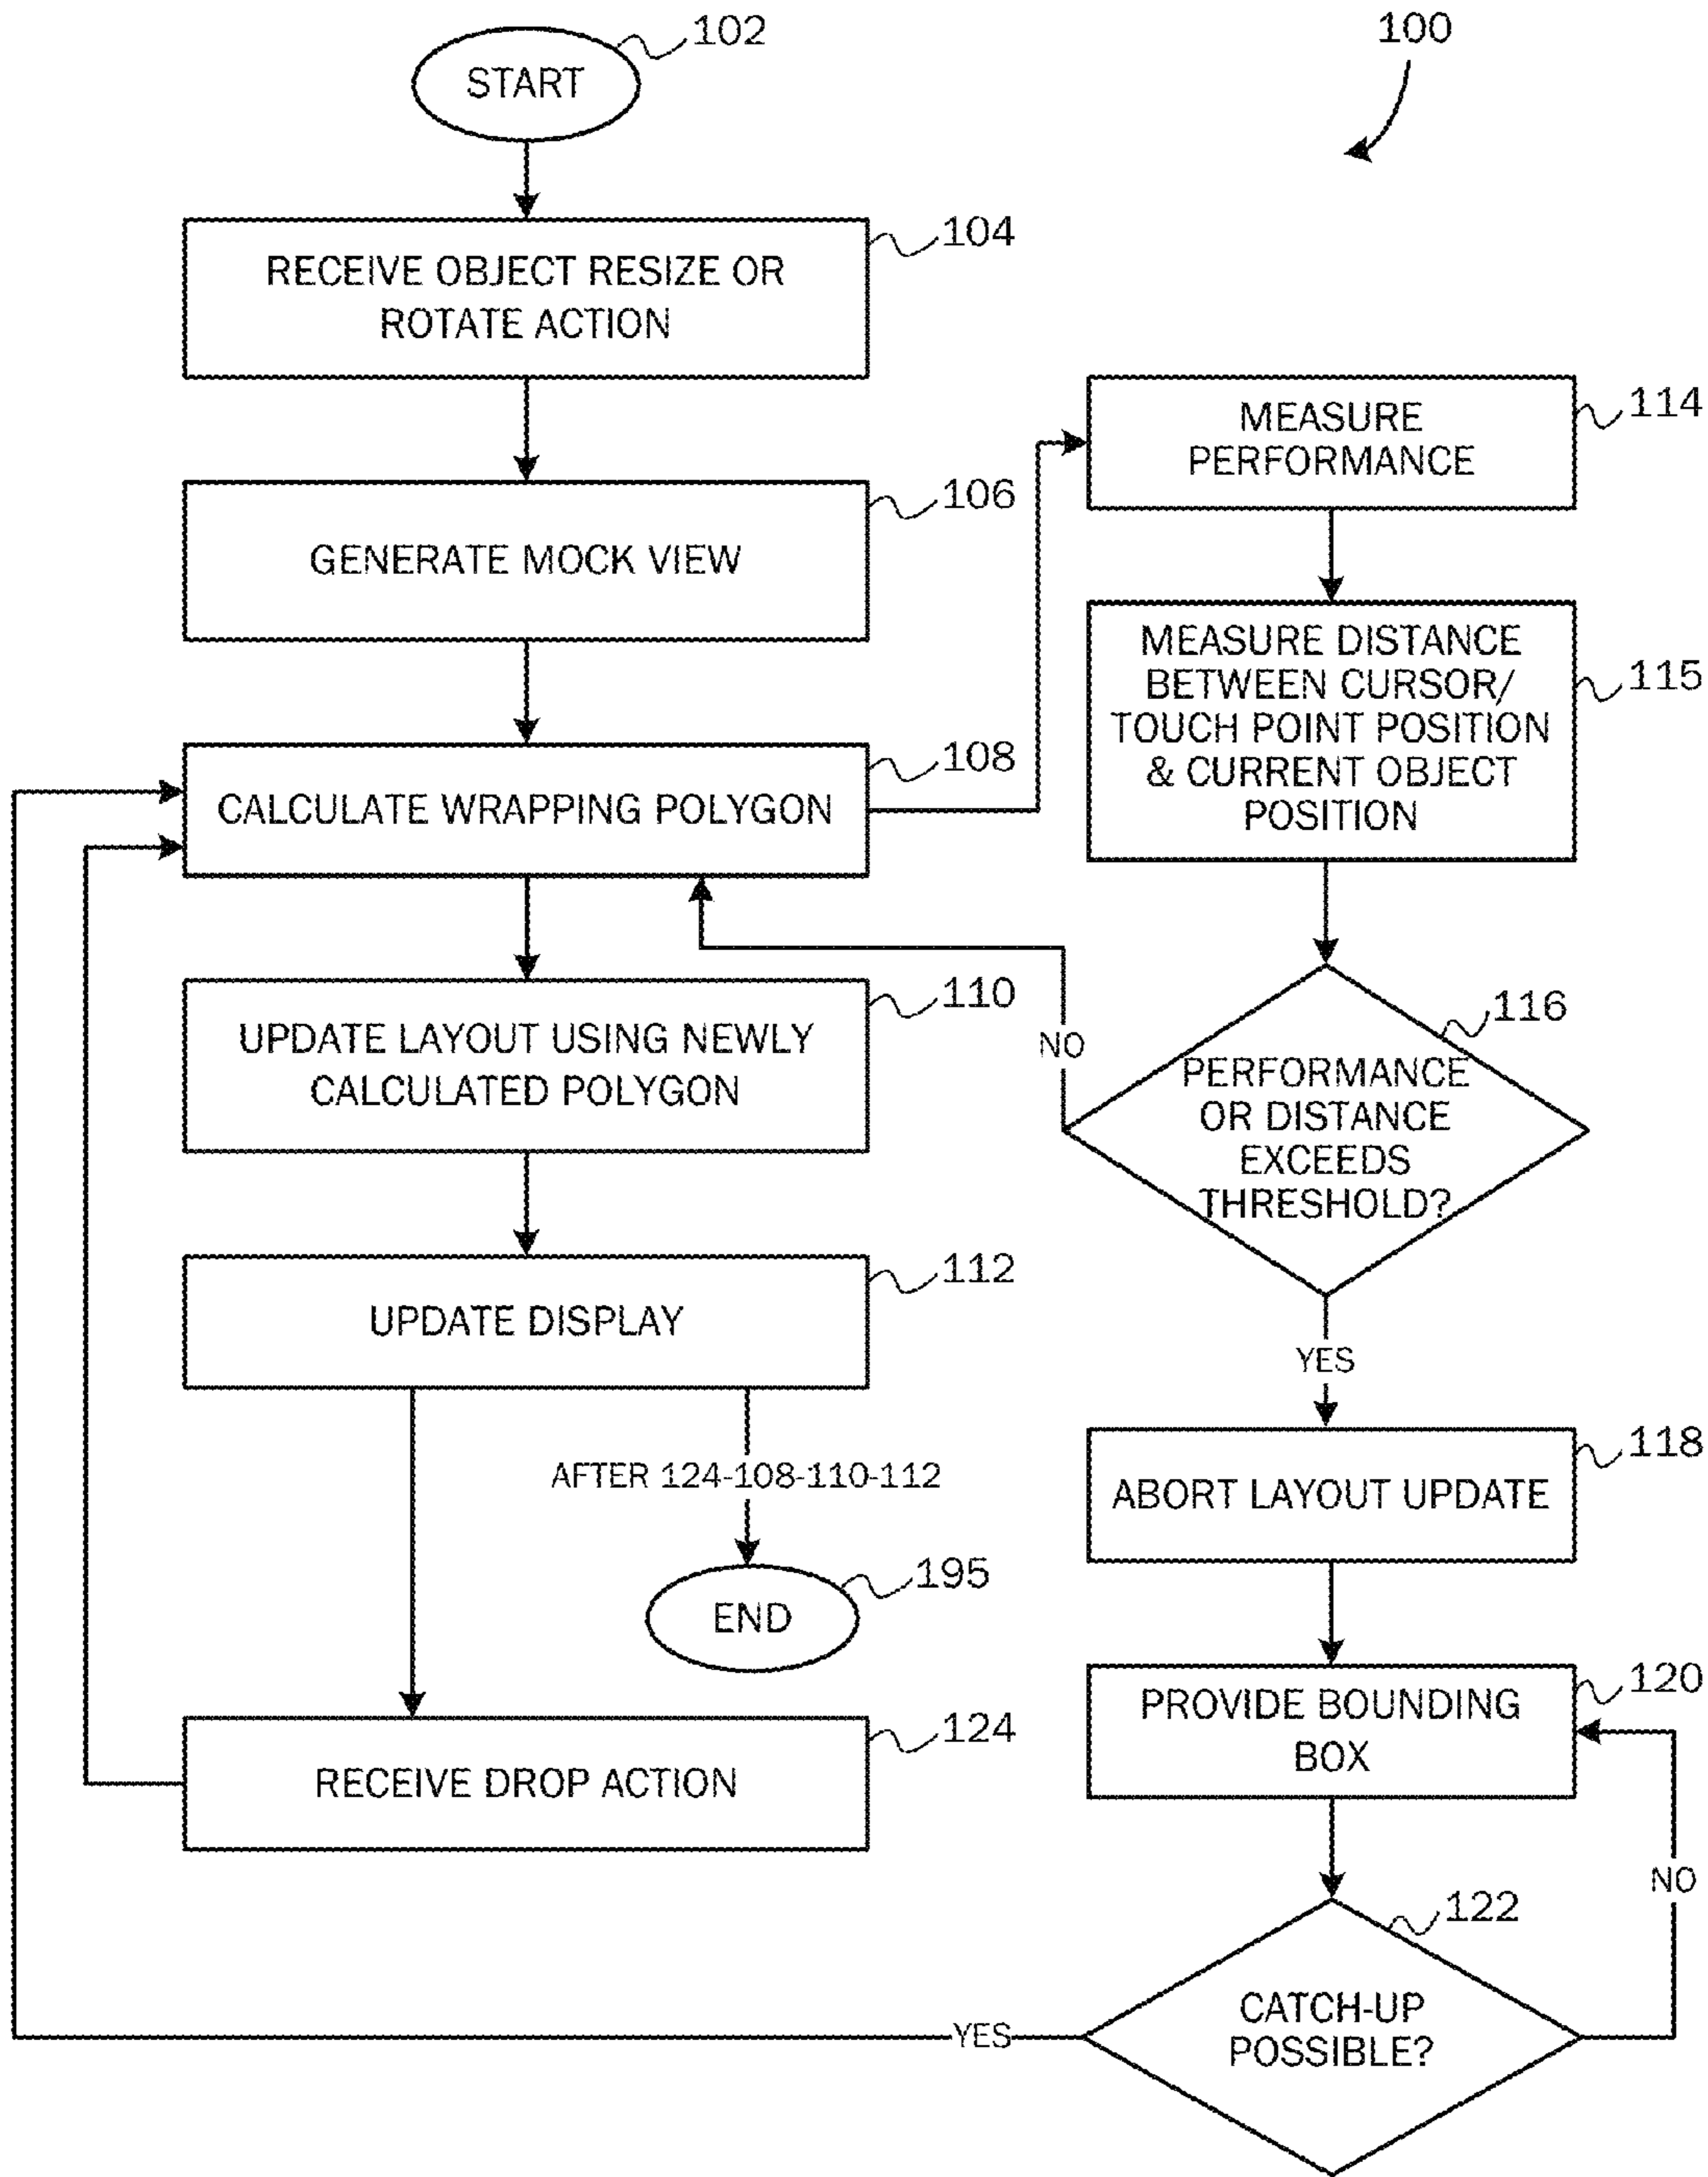 100
START
102
RECEIVE OBJECT RESIZE OR
ROTATE ACTION
104
GENERATE MOCK VIEW
106
CALCULATE WRAPPING POLYGON
108
UPDATE LAYOUT USING NEWLY
CALCULATED POLYGON
110
UPDATE DISPLAY
112
AFTER 124-108-110-112
END
195
RECEIVE DROP ACTION
124
MEASURE
PERFORMANCE
114
MEASURE DISTANCE
BETWEEN CURSOR/
TOUCH POINT POSITION
& CURRENT OBJECT
POSITION
115
PERFORMANCE
OR DISTANCE
EXCEEDS
THRESHOLD?
116
NO
YES
ABORT LAYOUT UPDATE
118
PROVIDE BOUNDING
BOX
120
CATCH-UP
POSSIBLE?
122
NO
YES